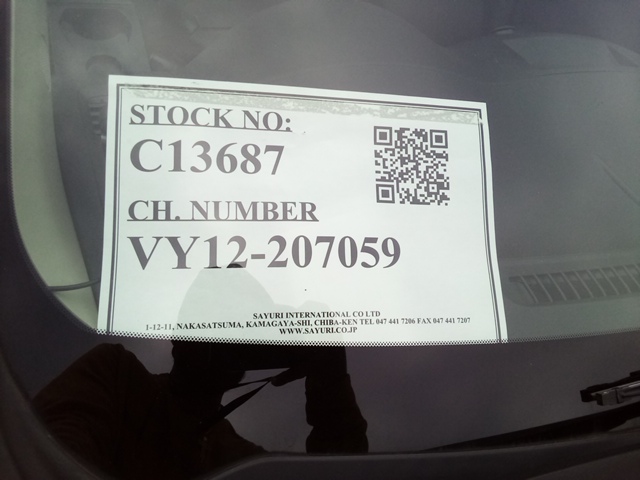 STOCK NO:
C13687
CH. NUMBER
VY12-207059
SAYURI INTERNATIONAL CO LTD
1-12-11, NAKASATSUMA, KAMAGAYA-SHI, CHIBA-KEN TEL 047 441 7206 FAX 047 441 7207
WWW.SAYURI.CO.JP